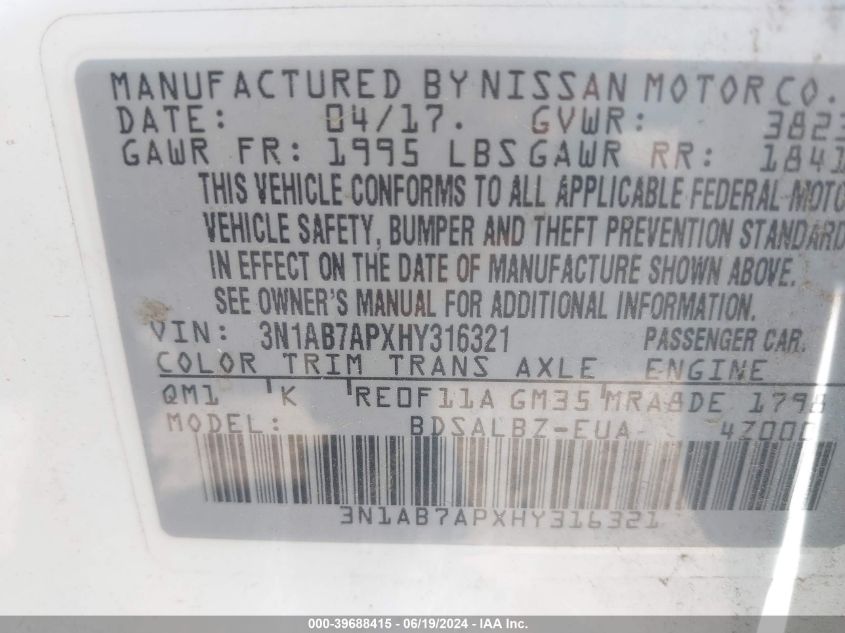 MANUFACTURED BY NISSAN MOTOR CO.
DATE: 04/17. GVWR: 3823
GAWR FR: 1995 LBS GAWR RR: 1841
THIS VEHICLE CONFORMS TO ALL APPLICABLE FEDERAL MOTO
VEHICLE SAFETY, BUMPER AND THEFT PREVENTION STANDARD
IN EFFECT ON THE DATE OF MANUFACTURE SHOWN ABOVE.
SEE OWNER'S MANUAL FOR ADDITIONAL INFORMATION.
VIN: 3N1AB7APXHY316321 PASSENGER CAR.
COLOR TRIM TRANS AXLE ENGINE
QM1 K RE0F11A GM35 MRA8DE 1798
MODEL: BDSALBZ-EUA- 4Z000
3N1AB7APXHY316321
000-39688415 - 06/19/2024 - IAA Inc.